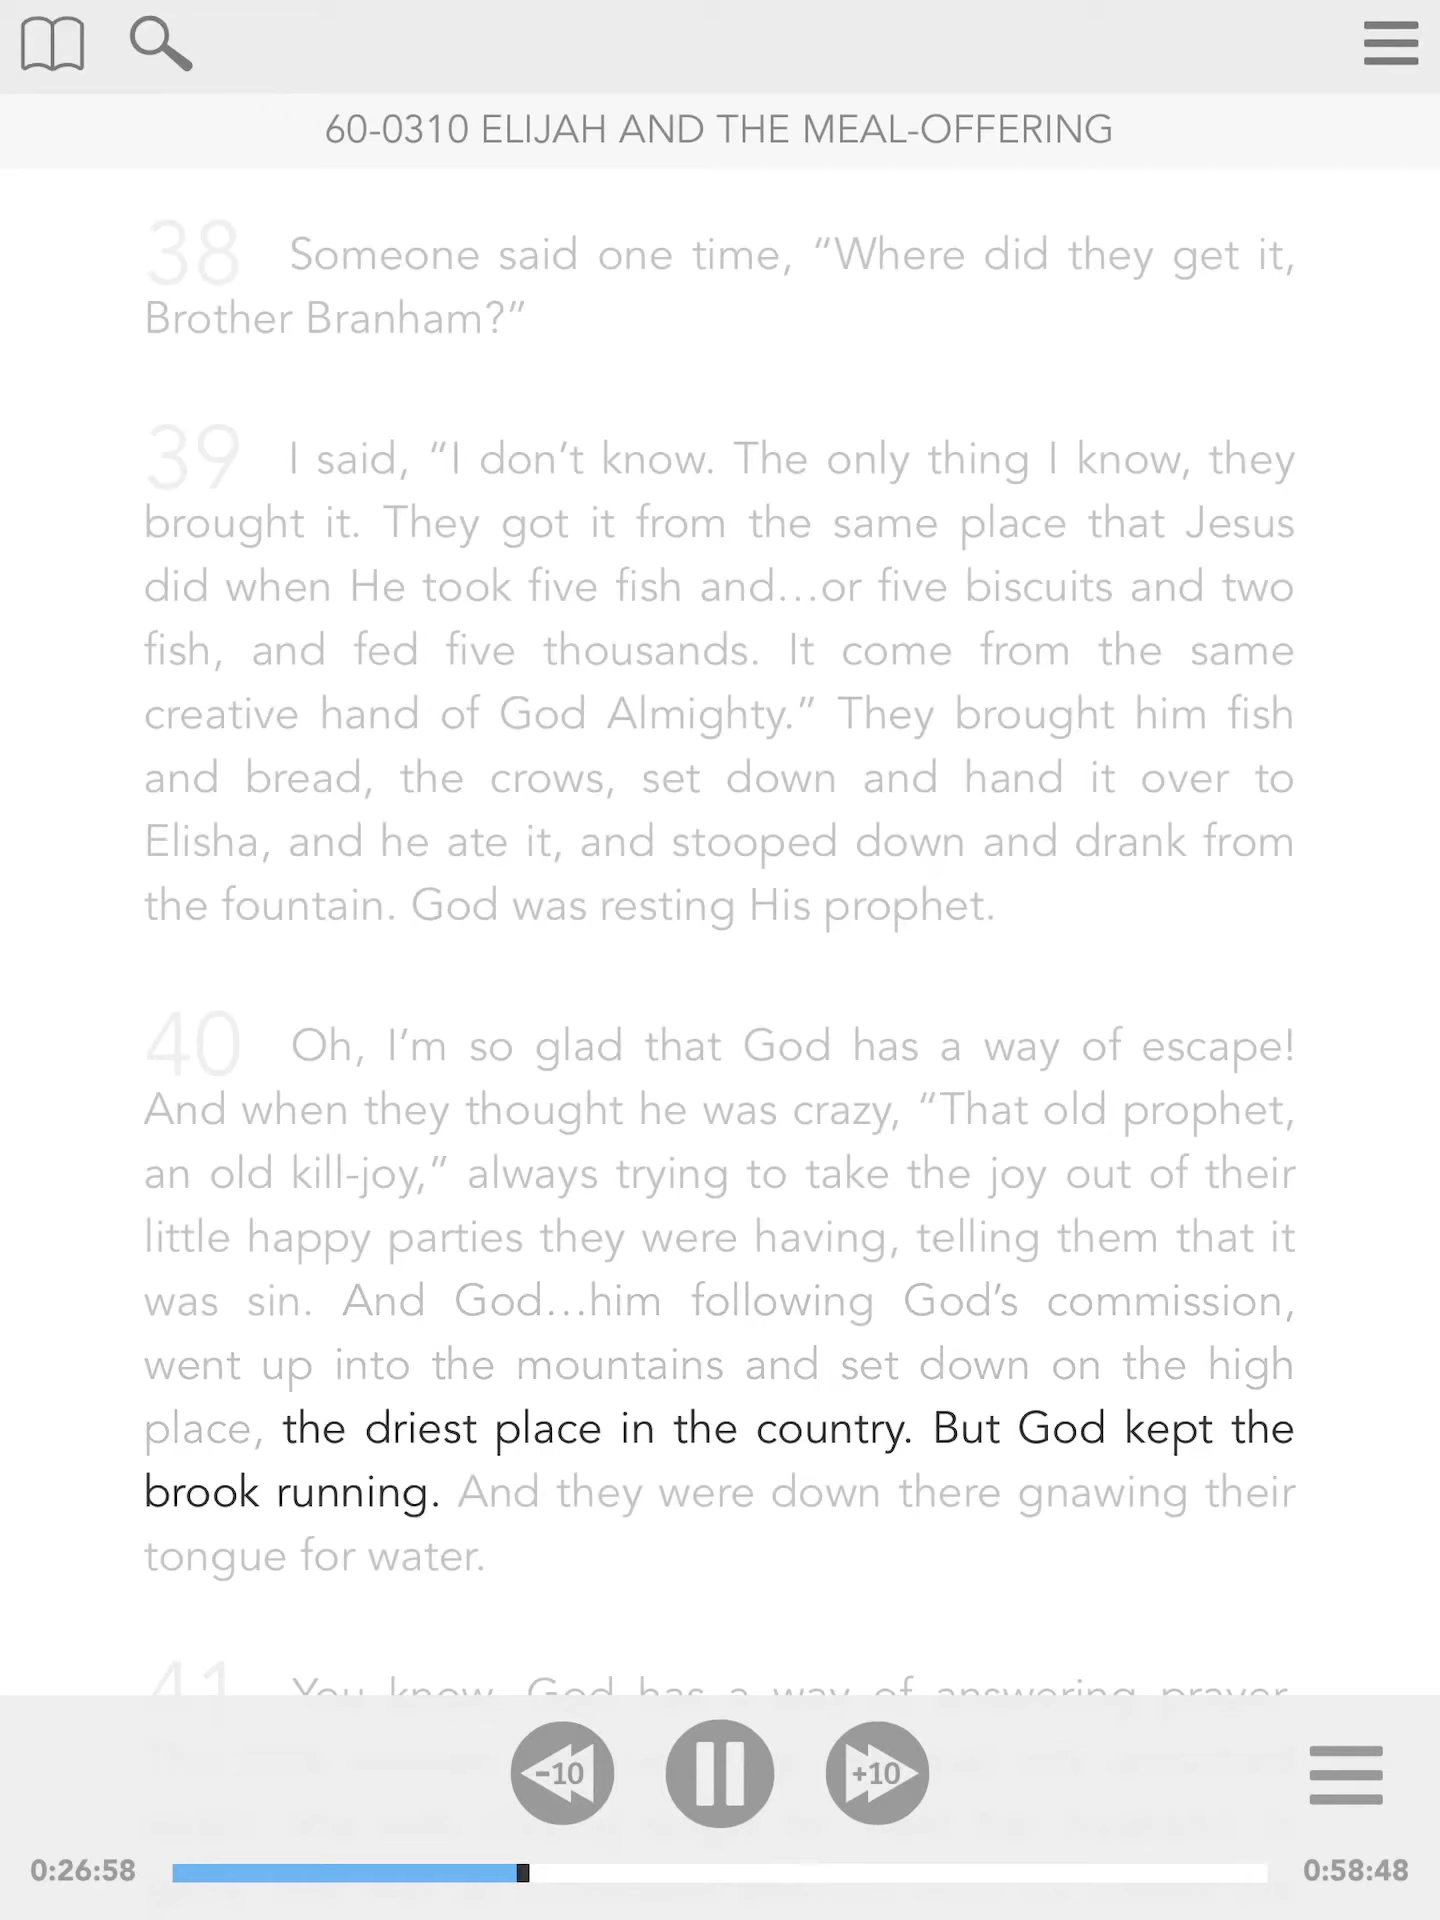 60-0310 ELIJAH AND THE MEAL-OFFERING
38 Someone said one time, “Where did they get it,
Brother Branham?”
39 I said, “I don’t know. The only thing I know, they
brought it. They got it from the same place that Jesus
did when He took five fish and…or five biscuits and two
fish, and fed five thousands. It come from the same
creative hand of God Almighty.” They brought him fish
and bread, the crows, set down and hand it over to
Elisha, and he ate it, and stooped down and drank from
the fountain. God was resting His prophet.
40 Oh, I’m so glad that God has a way of escape!
And when they thought he was crazy, “That old prophet,
an old kill-joy,” always trying to take the joy out of their
little happy parties they were having, telling them that it
was sin. And God…him following God’s commission,
went up into the mountains and set down on the high
place, the driest place in the country. But God kept the
brook running. And they were down there gnawing their
tongue for water.
41 You know, God has a way of answering prayer.
-10 +10
0:26:58 0:58:48